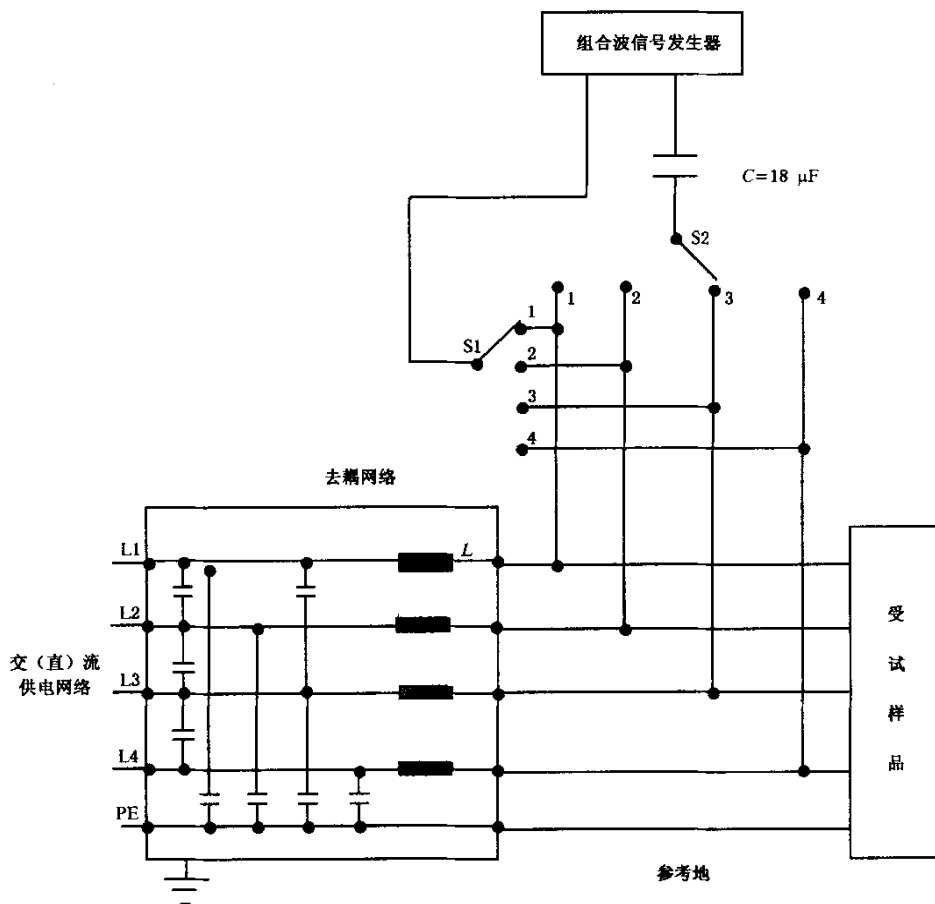 组合波信号发生器
C=18 μF
S2
1 2 3 4
S1
1
2
3
4
去耦网络
L1
L
L2
交（直）流
供电网络
L3
L4
PE
受
试
样
品
参考地